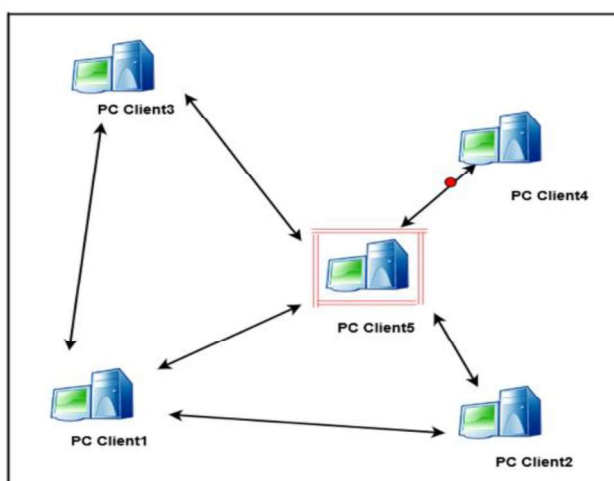 PC Client3
PC Client4
PC Client5
PC Client1
PC Client2